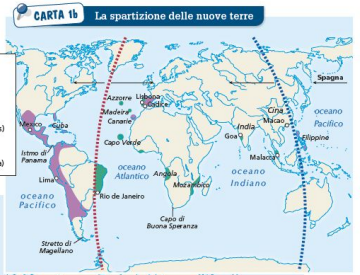 CARTA 1b
La spartizione delle nuove terre
Spagna
Azzorre
Lisbona
Madeira
Canarie
Mexico
Cuba
Cina
Macao
oceano
Pacifico
India
Goa
Filippine
Capo Verde
Istmo di
Panama
Malacca
oceano
Atlantico
Angola
oceano
Indiano
Lima
Mozambico
oceano
Pacifico
Rio de Janeiro
Capo di
Buona Speranza
Stretto di
Magellano